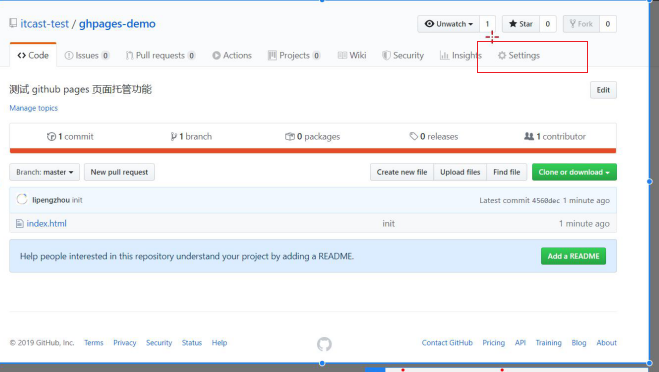 itcast-test / ghpages-demo
Unwatch 1 Star 0 Fork 0
Code Issues 0 Pull requests 0 Actions Projects 0 Wiki Security Insights Settings
测试 github pages 页面托管功能 Edit
Manage topics
1 commit 1 branch 0 packages 0 releases 1 contributor
Branch: master New pull request Create new file Upload files Find file Clone or download
lipengzhou init Latest commit 4560dec 1 minute ago
index.html init 1 minute ago
Help people interested in this repository understand your project by adding a README. Add a README
© 2019 GitHub, Inc. Terms Privacy Security Status Help Contact GitHub Pricing API Training Blog About